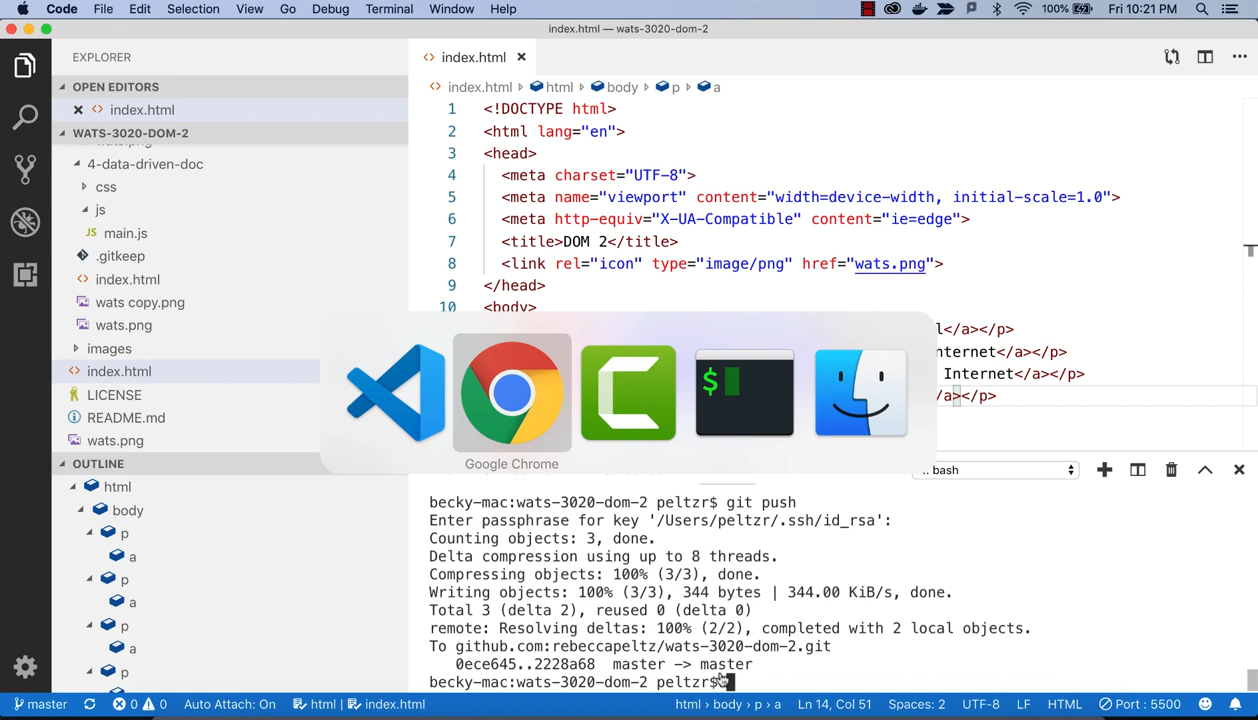 Code File Edit Selection View Go Debug Terminal Window Help 100% Fri 10:21 PM
index.html — wats-3020-dom-2
EXPLORER
OPEN EDITORS
index.html
WATS-3020-DOM-2
4-data-driven-doc
css
js
JS main.js
.gitkeep
index.html
wats copy.png
wats.png
images
index.html
LICENSE
README.md
wats.png
OUTLINE
html
body
p
a
p
a
p
a
p
index.html
index.html › html › body › p › a
1 <!DOCTYPE html>
2 <html lang="en">
3 <head>
4 <meta charset="UTF-8">
5 <meta name="viewport" content="width=device-width, initial-scale=1.0">
6 <meta http-equiv="X-UA-Compatible" content="ie=edge">
7 <title>DOM 2</title>
8 <link rel="icon" type="image/png" href="wats.png">
9 </head>
10 <body>
l</a></p>
nternet</a></p>
Internet</a></p>
/a></p>
$
Google Chrome
bash
becky-mac:wats-3020-dom-2 peltzr$ git push
Enter passphrase for key '/Users/peltzr/.ssh/id_rsa':
Counting objects: 3, done.
Delta compression using up to 8 threads.
Compressing objects: 100% (3/3), done.
Writing objects: 100% (3/3), 344 bytes | 344.00 KiB/s, done.
Total 3 (delta 2), reused 0 (delta 0)
remote: Resolving deltas: 100% (2/2), completed with 2 local objects.
To github.com:rebeccapeltz/wats-3020-dom-2.git
0ece645..2228a68 master -> master
becky-mac:wats-3020-dom-2 peltzr$
master 0 0 Auto Attach: On html | index.html html › body › p › a Ln 14, Col 51 Spaces: 2 UTF-8 LF HTML Port : 5500